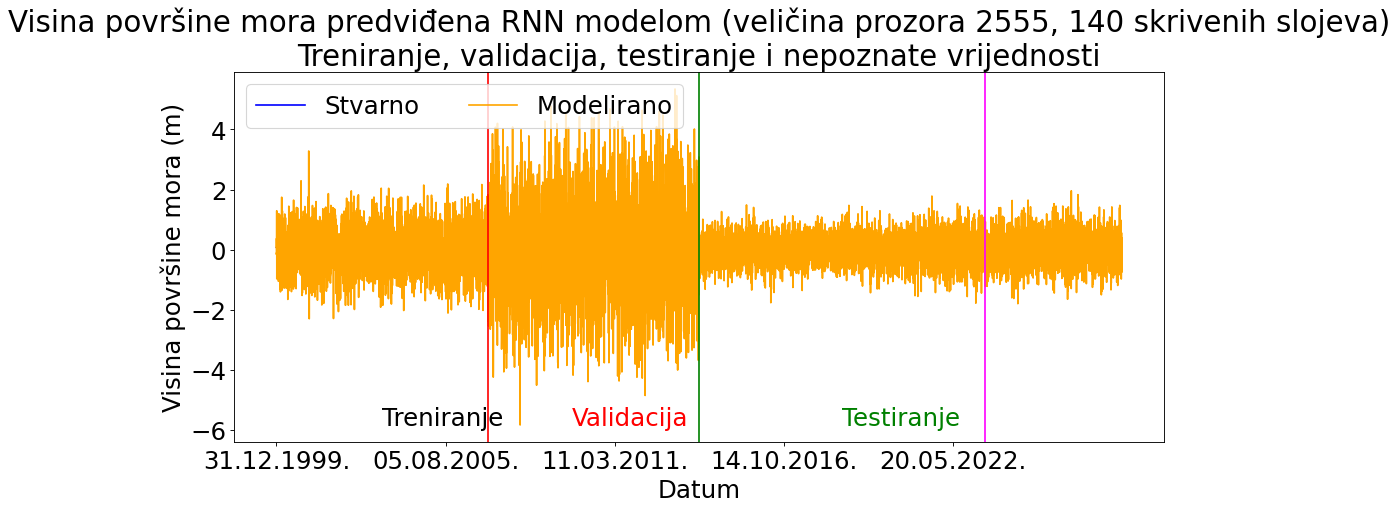 Visina površine mora predviđena RNN modelom (veličina prozora 2555, 140 skrivenih slojeva)
Treniranje, validacija, testiranje i nepoznate vrijednosti
Stvarno
Modelirano
Visina površine mora (m)
4
2
0
−2
−4
−6
Treniranje
Validacija
Testiranje
31.12.1999.
05.08.2005.
11.03.2011.
14.10.2016.
20.05.2022.
Datum